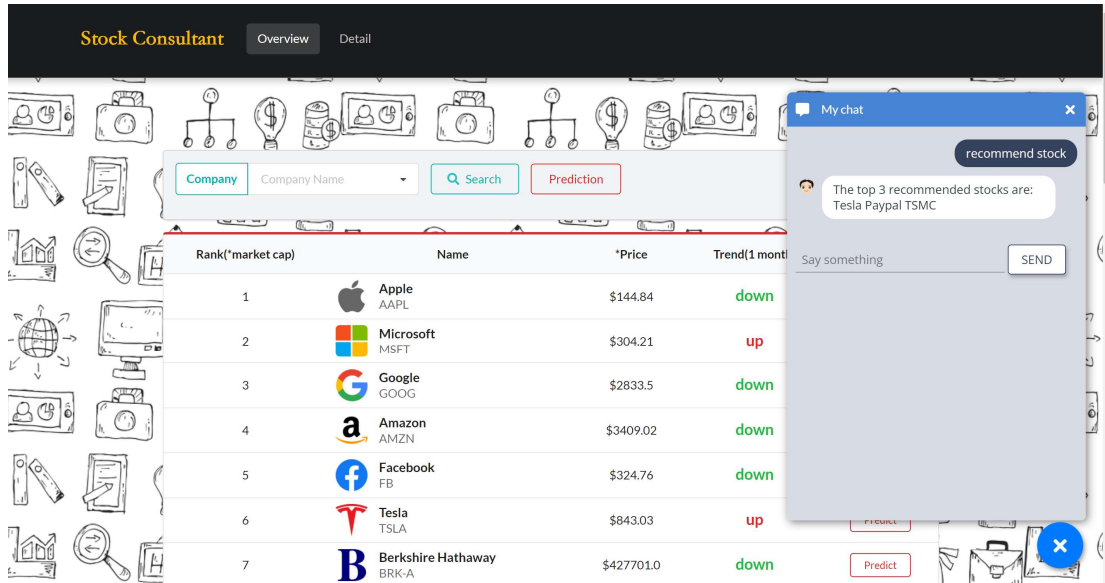 Stock Consultant Overview Detail
My chat
recommend stock
The top 3 recommended stocks are:
Tesla Paypal TSMC
Say something SEND
Company Company Name Search Prediction
Rank(*market cap) Name *Price Trend(1 mont
1 Apple AAPL $144.84 down
2 Microsoft MSFT $304.21 up
3 Google GOOG $2833.5 down
4 Amazon AMZN $3409.02 down
5 Facebook FB $324.76 down
6 Tesla TSLA $843.03 up Predict
7 Berkshire Hathaway BRK-A $427701.0 down Predict